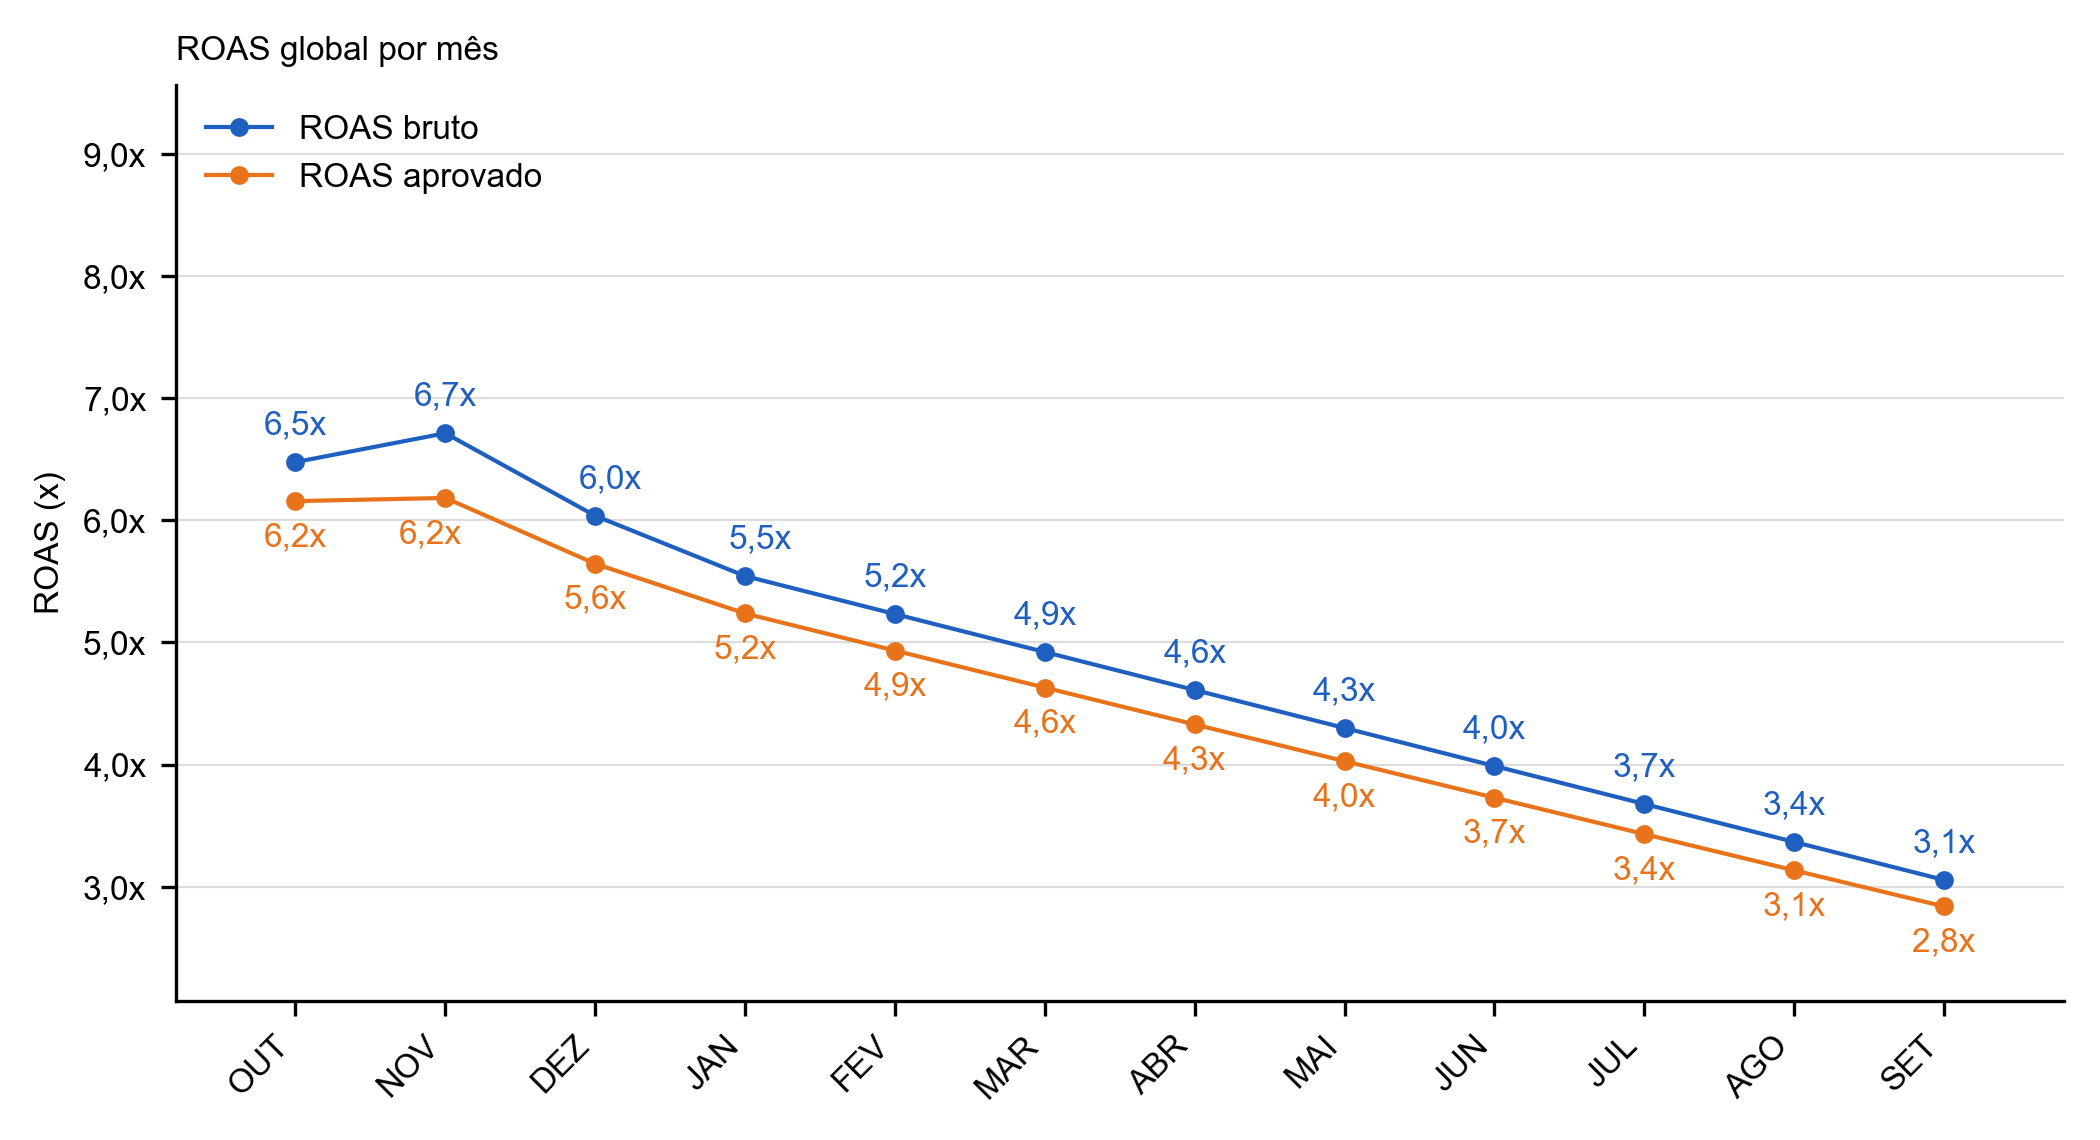 ROAS global por mês
ROAS bruto
ROAS aprovado
ROAS (x)
9,0x
8,0x
7,0x
6,0x
5,0x
4,0x
3,0x
6,5x
6,7x
6,0x
5,5x
5,2x
4,9x
4,6x
4,3x
4,0x
3,7x
3,4x
3,1x
6,2x
6,2x
5,6x
5,2x
4,9x
4,6x
4,3x
4,0x
3,7x
3,4x
3,1x
2,8x
OUT
NOV
DEZ
JAN
FEV
MAR
ABR
MAI
JUN
JUL
AGO
SET